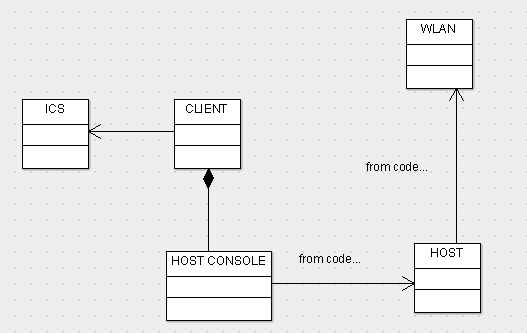 WLAN
ICS
CLIENT
from code...
HOST CONSOLE
from code...
HOST